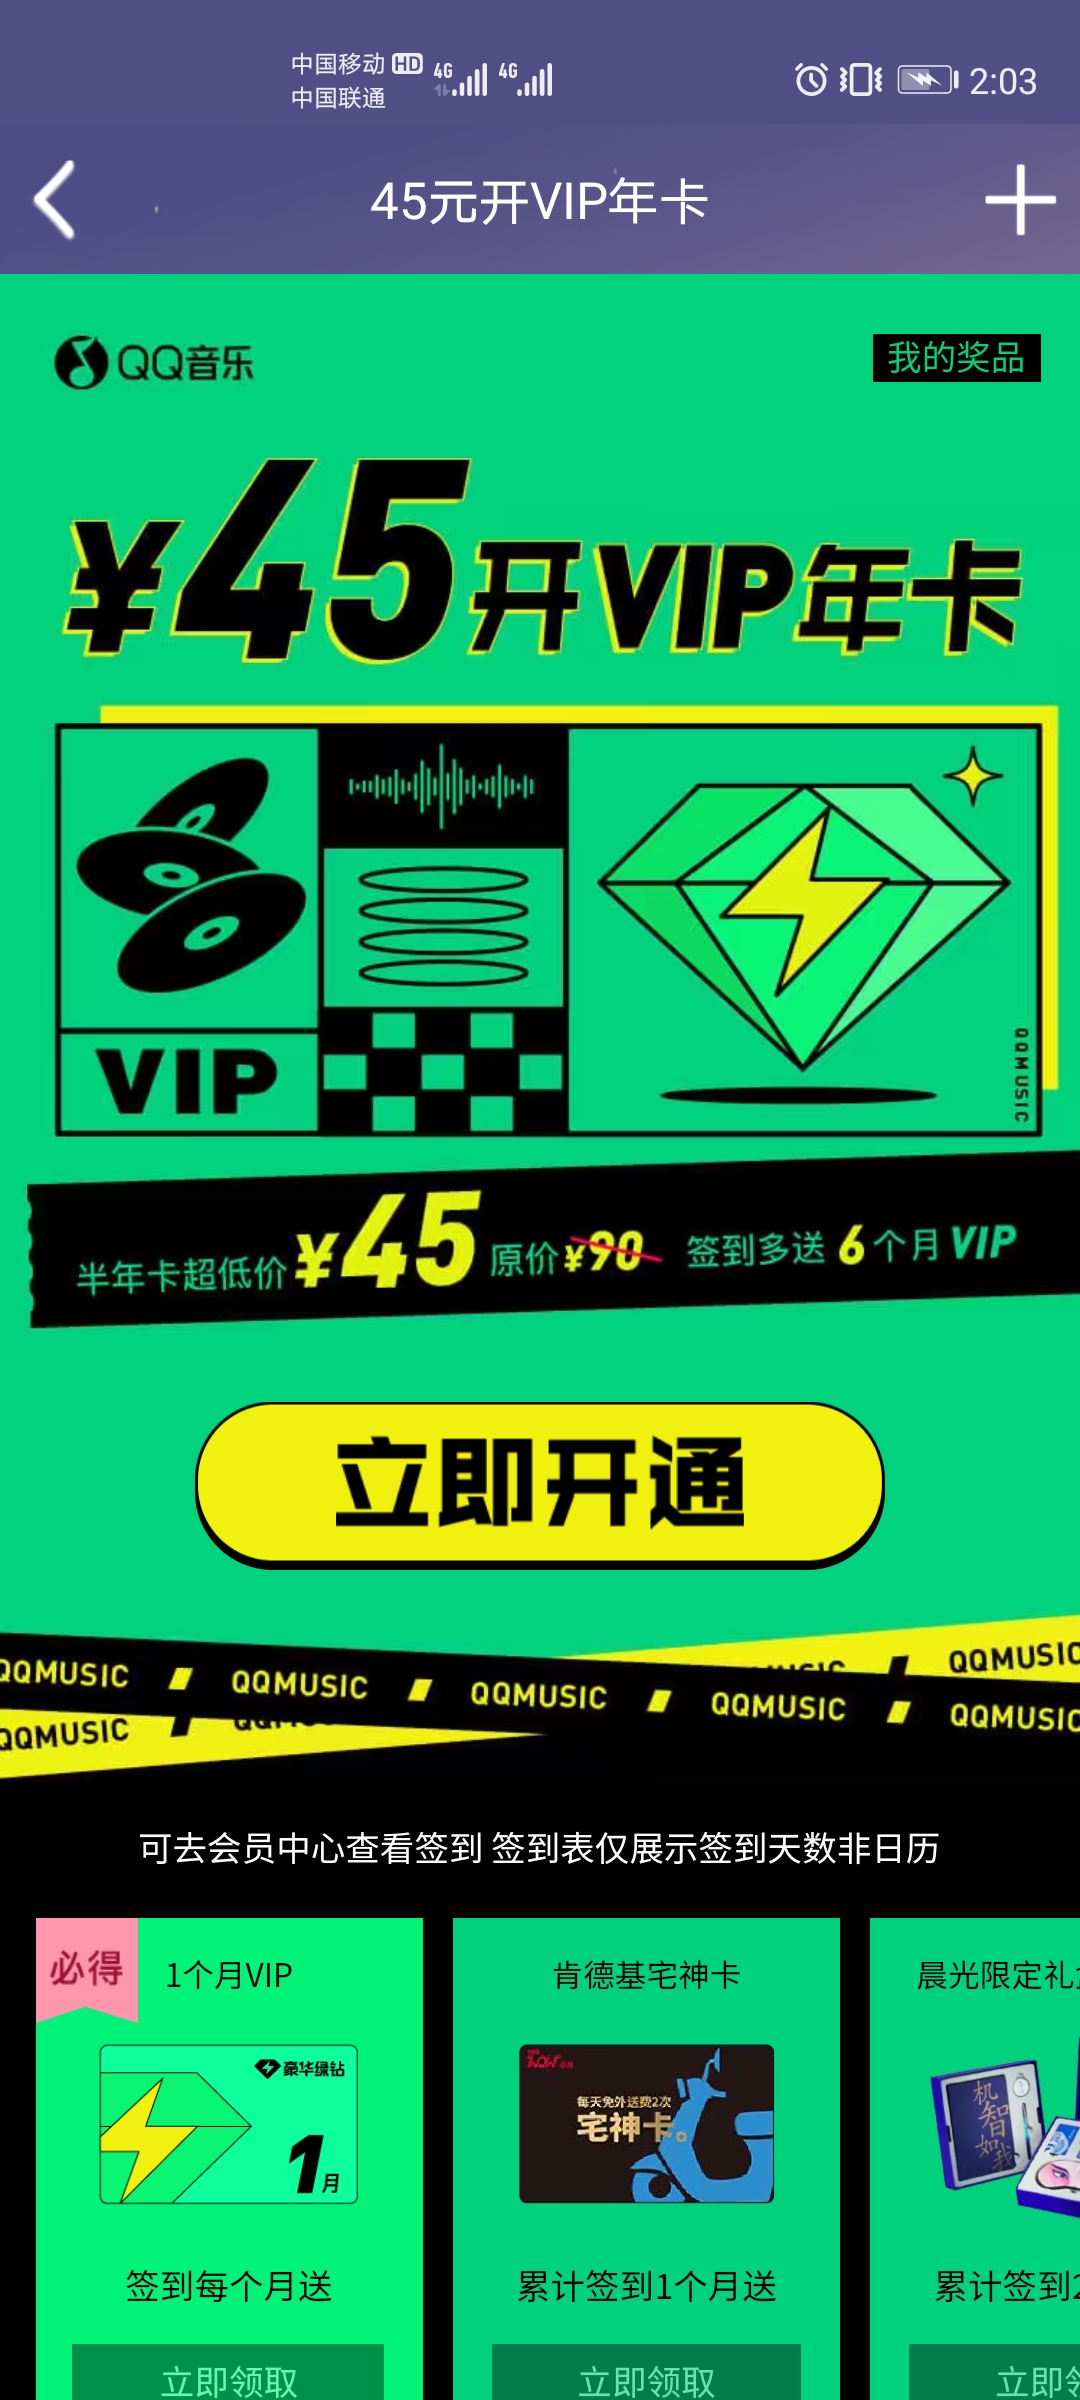 中国移动 HD 4G 4G 2:03
中国联通
45元开VIP年卡
QQ音乐
我的奖品
¥45开VIP年卡
VIP
QQMUSIC
半年卡超低价¥45 原价¥90 签到多送6个月VIP
立即开通
QQMUSIC
QQMUSIC QQMUSIC QQMUSIC QQMUSIC QQMUSIC
QQMUSIC
可去会员中心查看签到 签到表仅展示签到天数非日历
必得
1个月VIP
豪华绿钻
1月
签到每个月送
立即领取
肯德基宅神卡
WOW
每天免外送费2次
宅神卡。
累计签到1个月送
立即领取
晨光限定礼
机智如我
累计签到2
立即